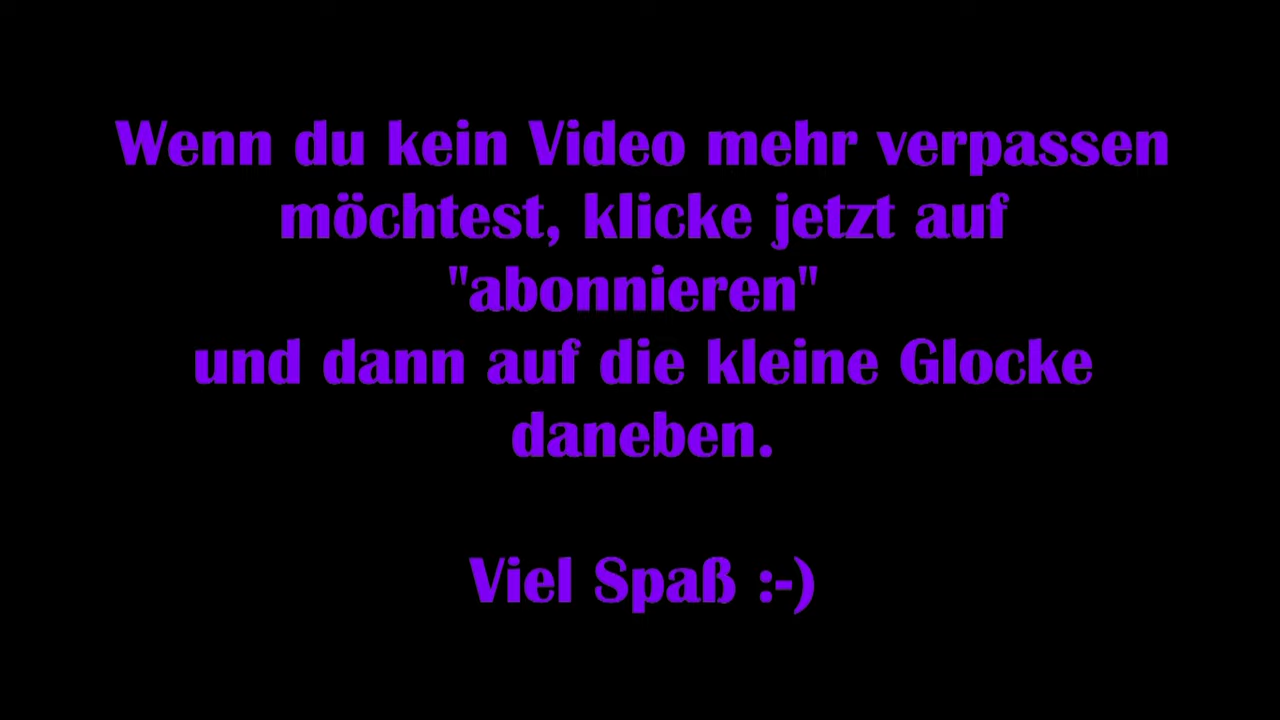 Wenn du kein Video mehr verpassen
möchtest, klicke jetzt auf
"abonnieren"
und dann auf die kleine Glocke
daneben.
Viel Spaß :-)